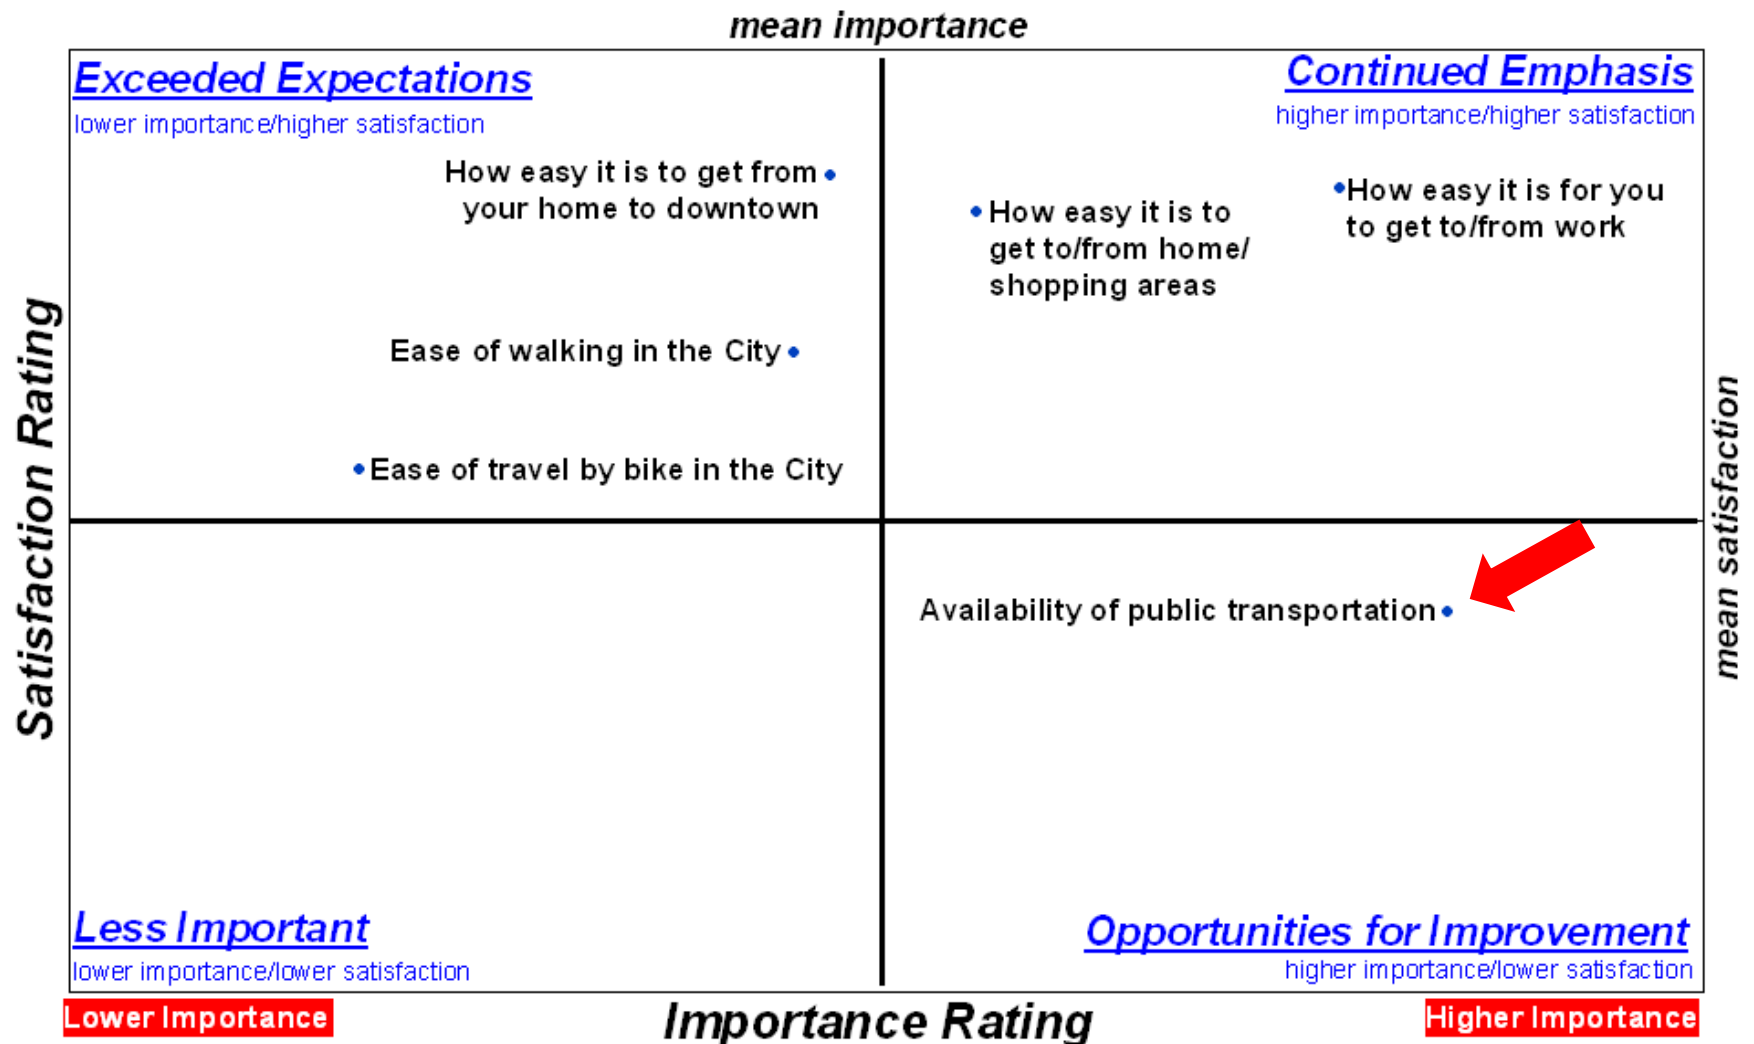 mean importance
Exceeded Expectations
lower importance/higher satisfaction
Continued Emphasis
higher importance/higher satisfaction
How easy it is to get from
your home to downtown
How easy it is to
get to/from home/
shopping areas
How easy it is for you
to get to/from work
Ease of walking in the City
Ease of travel by bike in the City
Satisfaction Rating
mean satisfaction
Availability of public transportation
Less Important
lower importance/lower satisfaction
Opportunities for Improvement
higher importance/lower satisfaction
Lower Importance
Importance Rating
Higher Importance